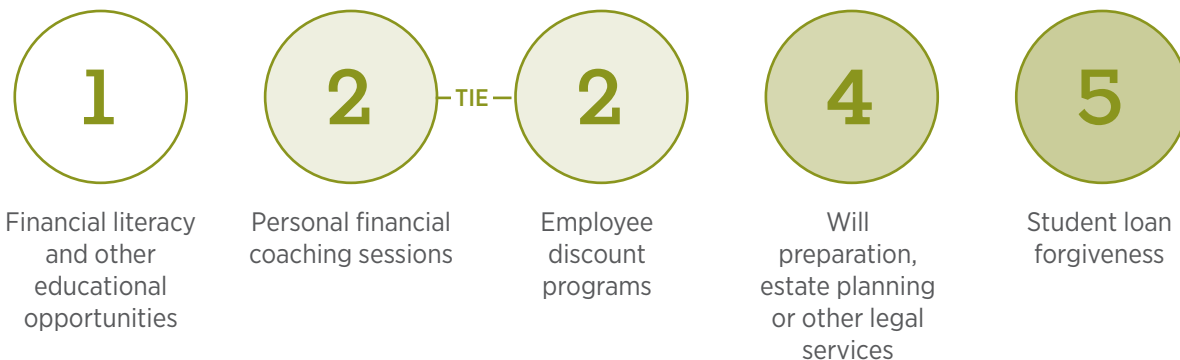 1
2
TIE
2
4
5
Financial literacy
and other
educational
opportunities
Personal financial
coaching sessions
Employee
discount
programs
Will
preparation,
estate planning
or other legal
services
Student loan
forgiveness